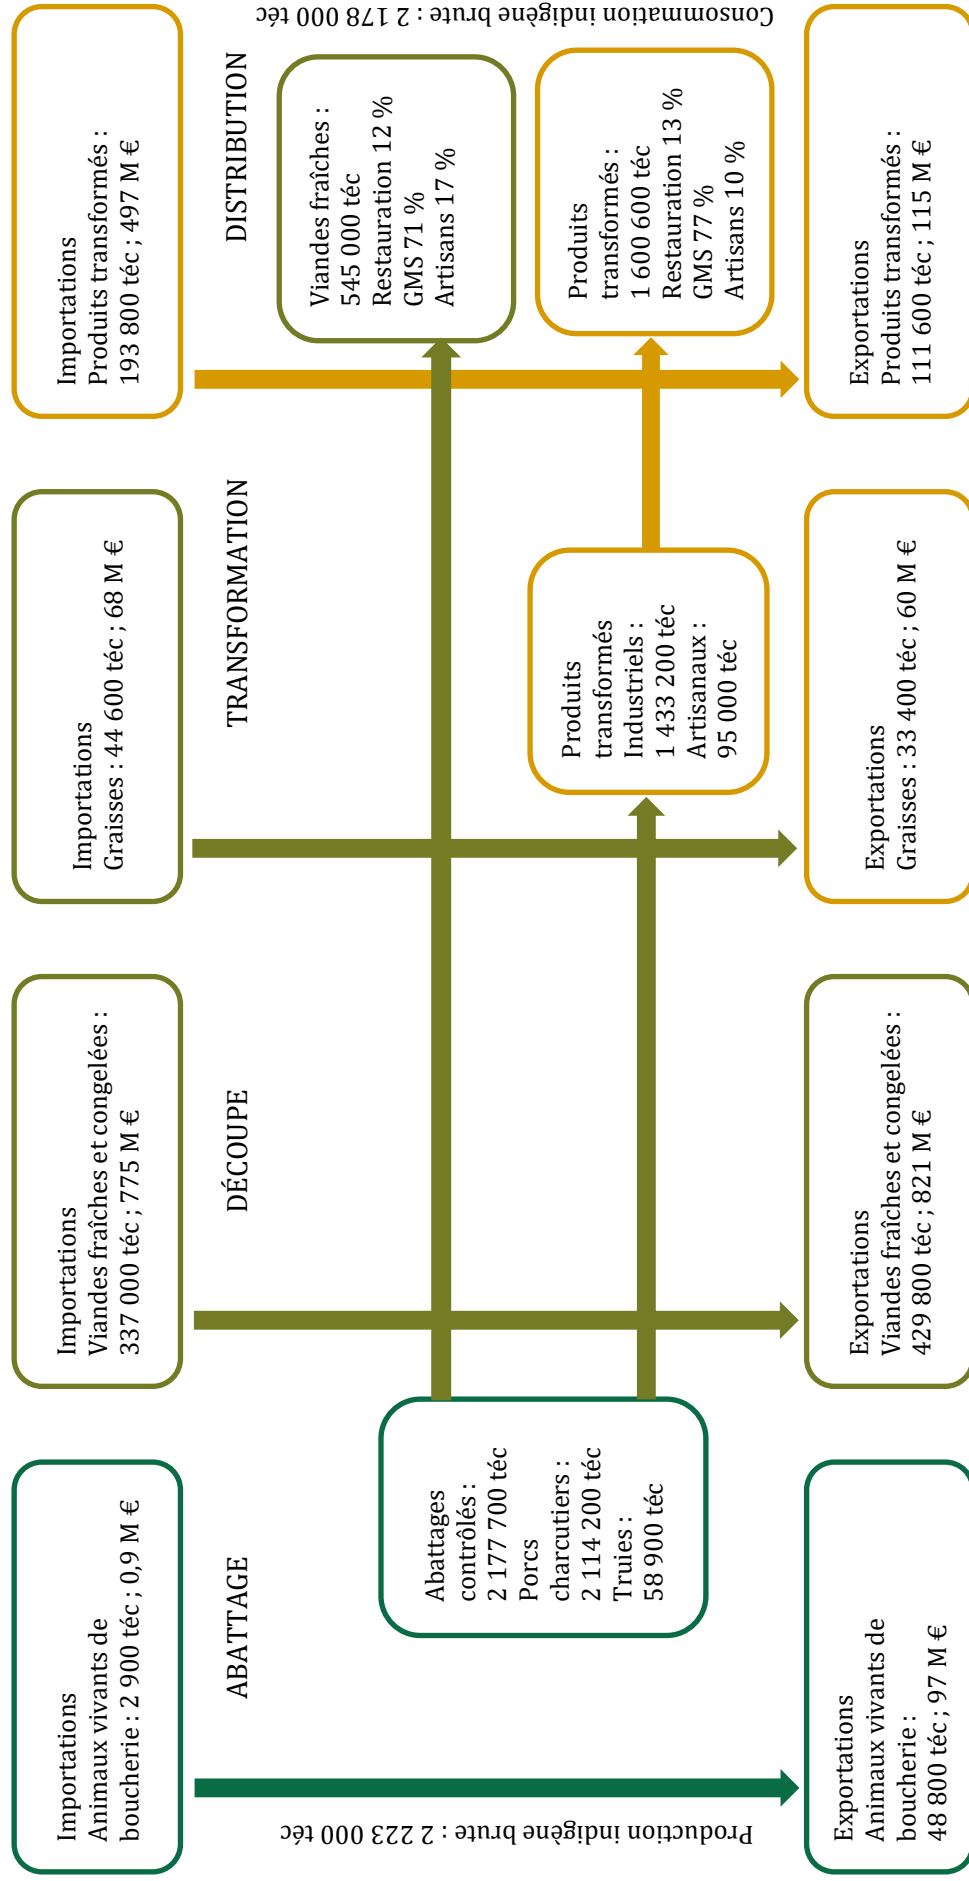 Importations
Animaux vivants de
boucherie : 2 900 téc ; 0,9 M €
Importations
Viandes fraîches et congelées :
337 000 téc ; 775 M €
Importations
Graisses : 44 600 téc ; 68 M €
Importations
Produits transformés :
193 800 téc ; 497 M €
ABATTAGE
DÉCOUPE
TRANSFORMATION
DISTRIBUTION
Production indigène brute : 2 223 000 téc
Abattages
contrôlés :
2 177 700 téc
Porcs
charcutiers :
2 114 200 téc
Truies :
58 900 téc
Produits
transformés
Industriels :
1 433 200 téc
Artisanaux :
95 000 téc
Viandes fraîches :
545 000 téc
Restauration 12 %
GMS 71 %
Artisans 17 %
Produits
transformés :
1 600 600 téc
Restauration 13 %
GMS 77 %
Artisans 10 %
Consommation indigène brute : 2 178 000 téc
Exportations
Animaux vivants de
boucherie :
48 800 téc ; 97 M €
Exportations
Viandes fraîches et congelées :
429 800 téc ; 821 M €
Exportations
Graisses : 33 400 téc ; 60 M €
Exportations
Produits transformés :
111 600 téc ; 115 M €